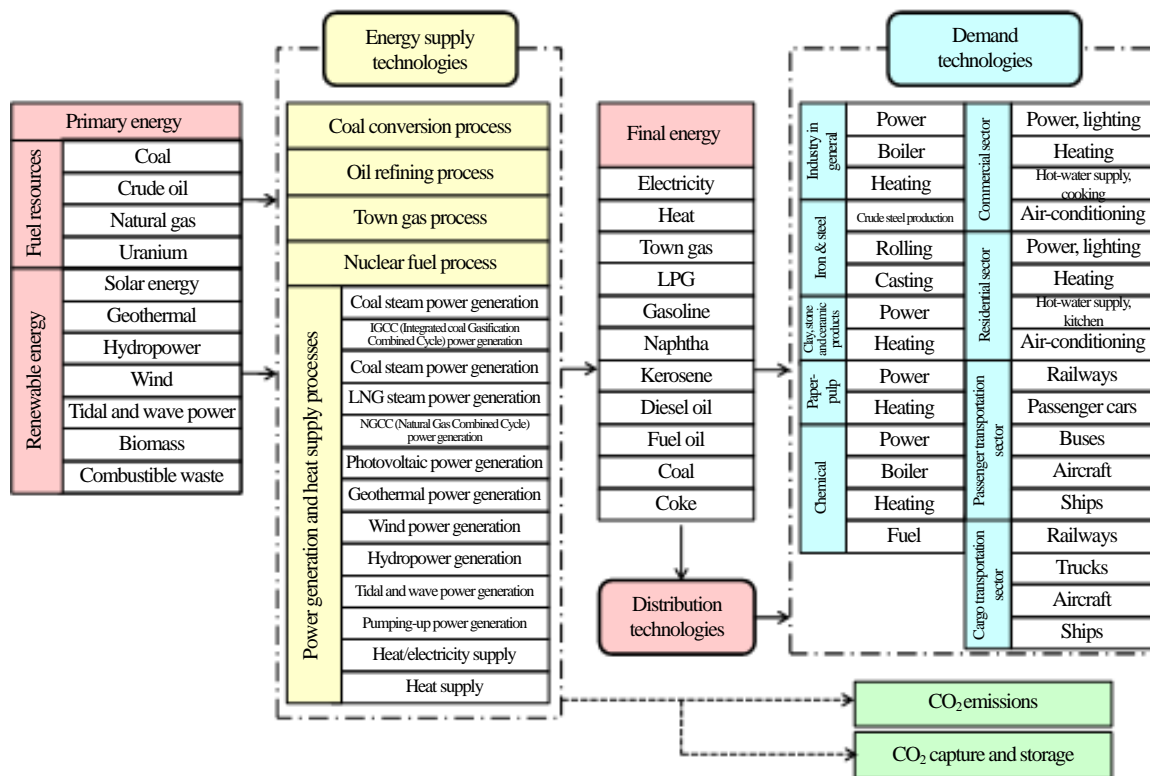 Energy supply
technologies
Demand
technologies
Primary energy
Fuel resources
Coal
Crude oil
Natural gas
Uranium
Renewable energy
Solar energy
Geothermal
Hydropower
Wind
Tidal and wave power
Biomass
Combustible waste
Coal conversion process
Oil refining process
Town gas process
Nuclear fuel process
Power generation and heat supply processes
Coal steam power generation
IGCC (Integrated coal Gasification
Combined Cycle) power generation
Coal steam power generation
LNG steam power generation
NGCC (Natural Gas Combined Cycle)
power generation
Photovoltaic power generation
Geothermal power generation
Wind power generation
Hydropower generation
Tidal and wave power generation
Pumping-up power generation
Heat/electricity supply
Heat supply
Final energy
Electricity
Heat
Town gas
LPG
Gasoline
Naphtha
Kerosene
Diesel oil
Fuel oil
Coal
Coke
Distribution
technologies
Industry in
general
Power
Boiler
Heating
Iron & steel
Crude steel production
Rolling
Casting
Clay, stone
and ceramic
products
Power
Heating
Paper-
pulp
Power
Heating
Chemical
Power
Boiler
Heating
Fuel
Commercial sector
Power, lighting
Heating
Hot-water supply,
cooking
Air-conditioning
Residential sector
Power, lighting
Heating
Hot-water supply,
kitchen
Air-conditioning
Passenger transportation
sector
Railways
Passenger cars
Buses
Aircraft
Ships
Cargo transportation
sector
Railways
Trucks
Aircraft
Ships
CO₂ emissions
CO₂ capture and storage